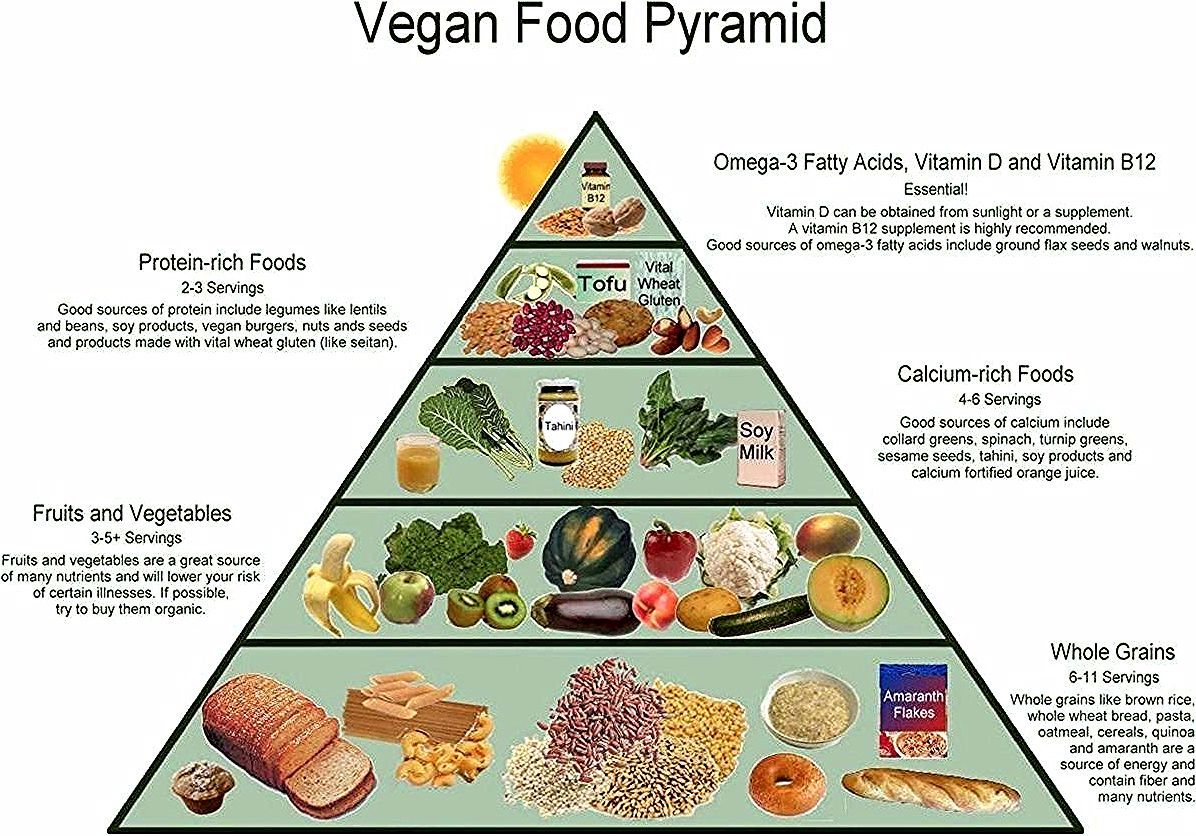 Vegan Food Pyramid
Omega-3 Fatty Acids, Vitamin D and Vitamin B12
Essential!
Vitamin D can be obtained from sunlight or a supplement.
A vitamin B12 supplement is highly recommended.
Good sources of omega-3 fatty acids include ground flax seeds and walnuts.
Vitamin
B12
Protein-rich Foods
2-3 Servings
Good sources of protein include legumes like lentils
and beans, soy products, vegan burgers, nuts ands seeds
and products made with vital wheat gluten (like seitan).
Tofu
Vital
Wheat
Gluten
Calcium-rich Foods
4-6 Servings
Good sources of calcium include
collard greens, spinach, turnip greens,
sesame seeds, tahini, soy products and
calcium fortified orange juice.
Tahini
Soy
Milk
Fruits and Vegetables
3-5+ Servings
Fruits and vegetables are a great source
of many nutrients and will lower your risk
of certain illnesses. If possible,
try to buy them organic.
Whole Grains
6-11 Servings
Whole grains like brown rice,
whole wheat bread, pasta,
oatmeal, cereals, quinoa
and amaranth are a
source of energy and
contain fiber and
many nutrients.
Amaranth
Flakes